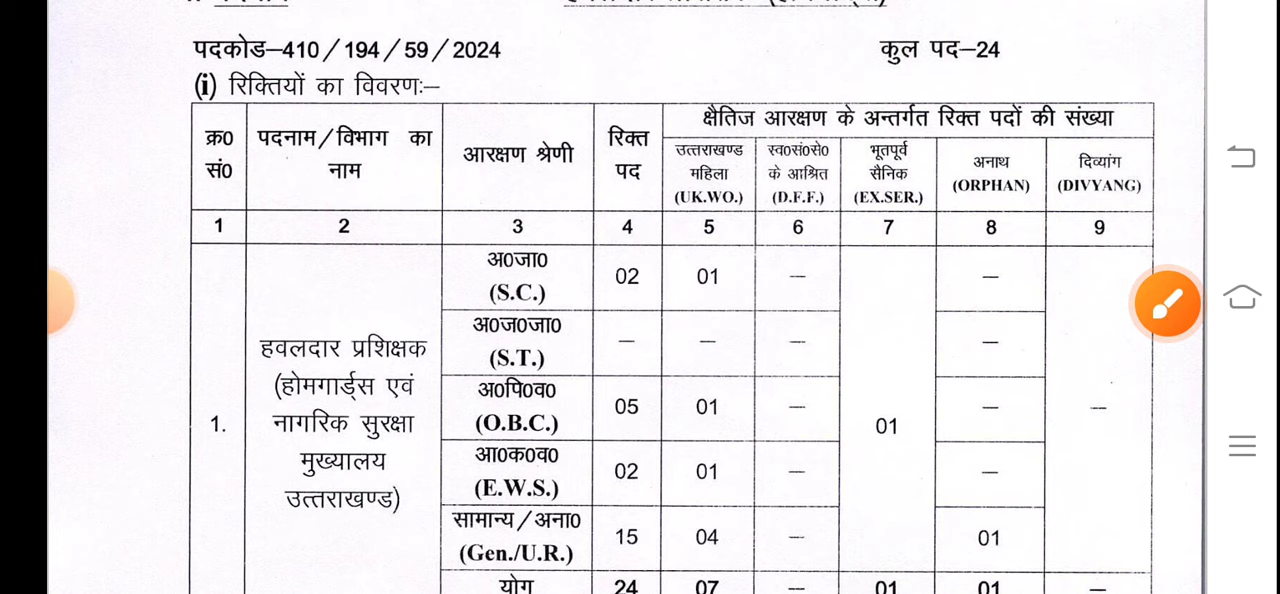 पदकोड–410/194/59/2024 कुल पद–24
(i) रिक्तियों का विवरणः–
क्र0 सं0 पदनाम/विभाग का नाम आरक्षण श्रेणी रिक्त पद क्षैतिज आरक्षण के अन्तर्गत रिक्त पदों की संख्या
उत्तराखण्ड महिला (UK.WO.) स्व0सं0से0 के आश्रित (D.F.F.) भूतपूर्व सैनिक (EX.SER.) अनाथ (ORPHAN) दिव्यांग (DIVYANG)
1 2 3 4 5 6 7 8 9
1. हवलदार प्रशिक्षक (होमगार्ड्स एवं नागरिक सुरक्षा मुख्यालय उत्तराखण्ड)
अ0जा0 (S.C.) 02 01 — —
अ0ज0जा0 (S.T.) — — — —
अ0पि0व0 (O.B.C.) 05 01 — 01 — —
आ0क0व0 (E.W.S.) 02 01 — —
सामान्य/अना0 (Gen./U.R.) 15 04 — 01
योग 24 07 — 01 01 —